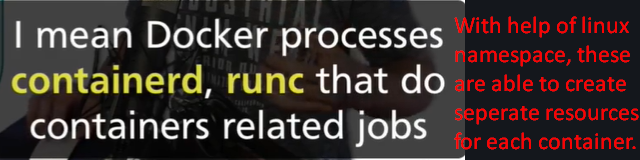 I mean Docker processes
containerd, runc that do
containers related jobs
With help of linux
namespace, these
are able to create
seperate resources
for each container.